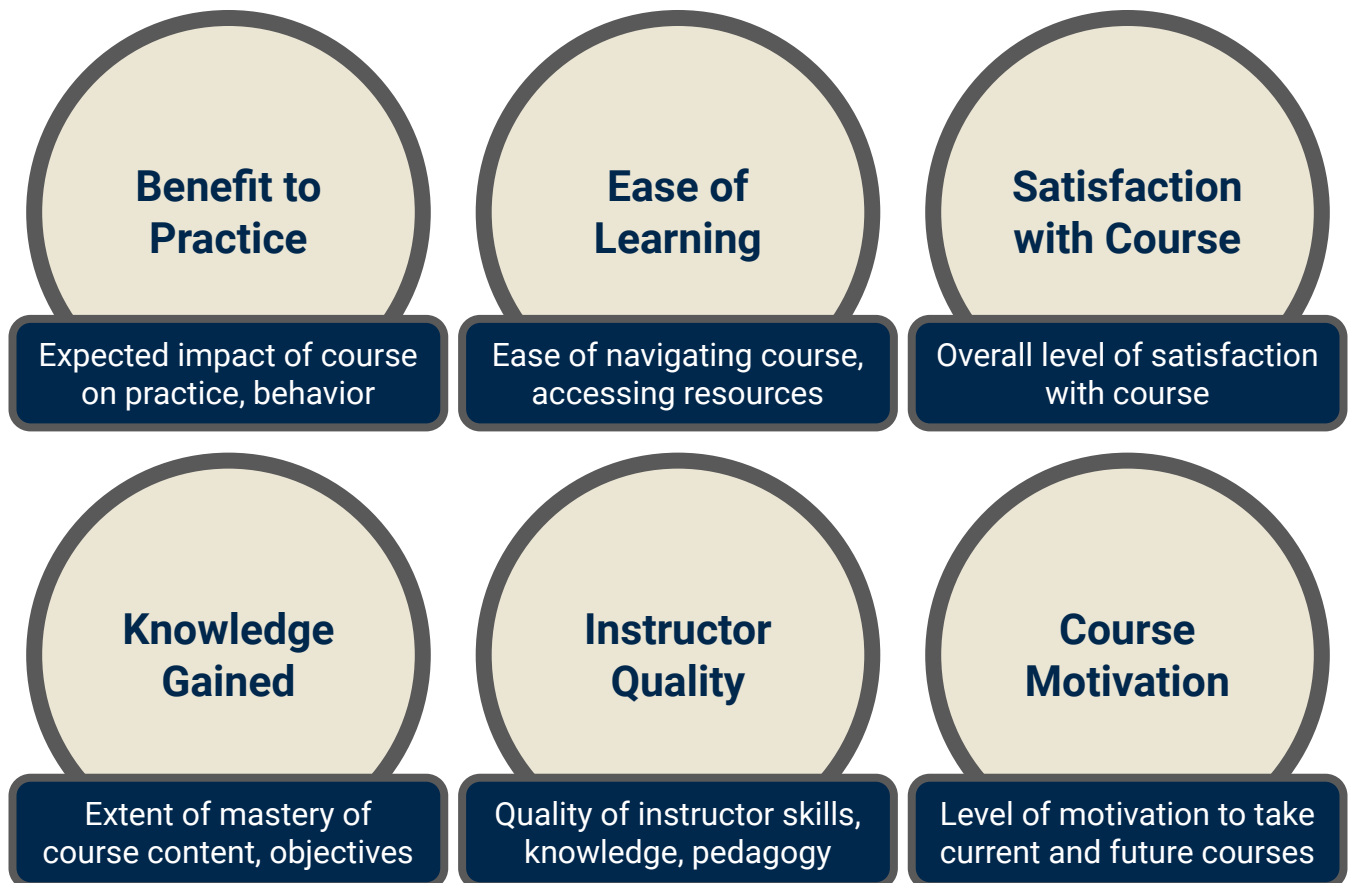 Benefit to
Practice
Expected impact of course
on practice, behavior
Ease of
Learning
Ease of navigating course,
accessing resources
Satisfaction
with Course
Overall level of satisfaction
with course
Knowledge
Gained
Extent of mastery of
course content, objectives
Instructor
Quality
Quality of instructor skills,
knowledge, pedagogy
Course
Motivation
Level of motivation to take
current and future courses